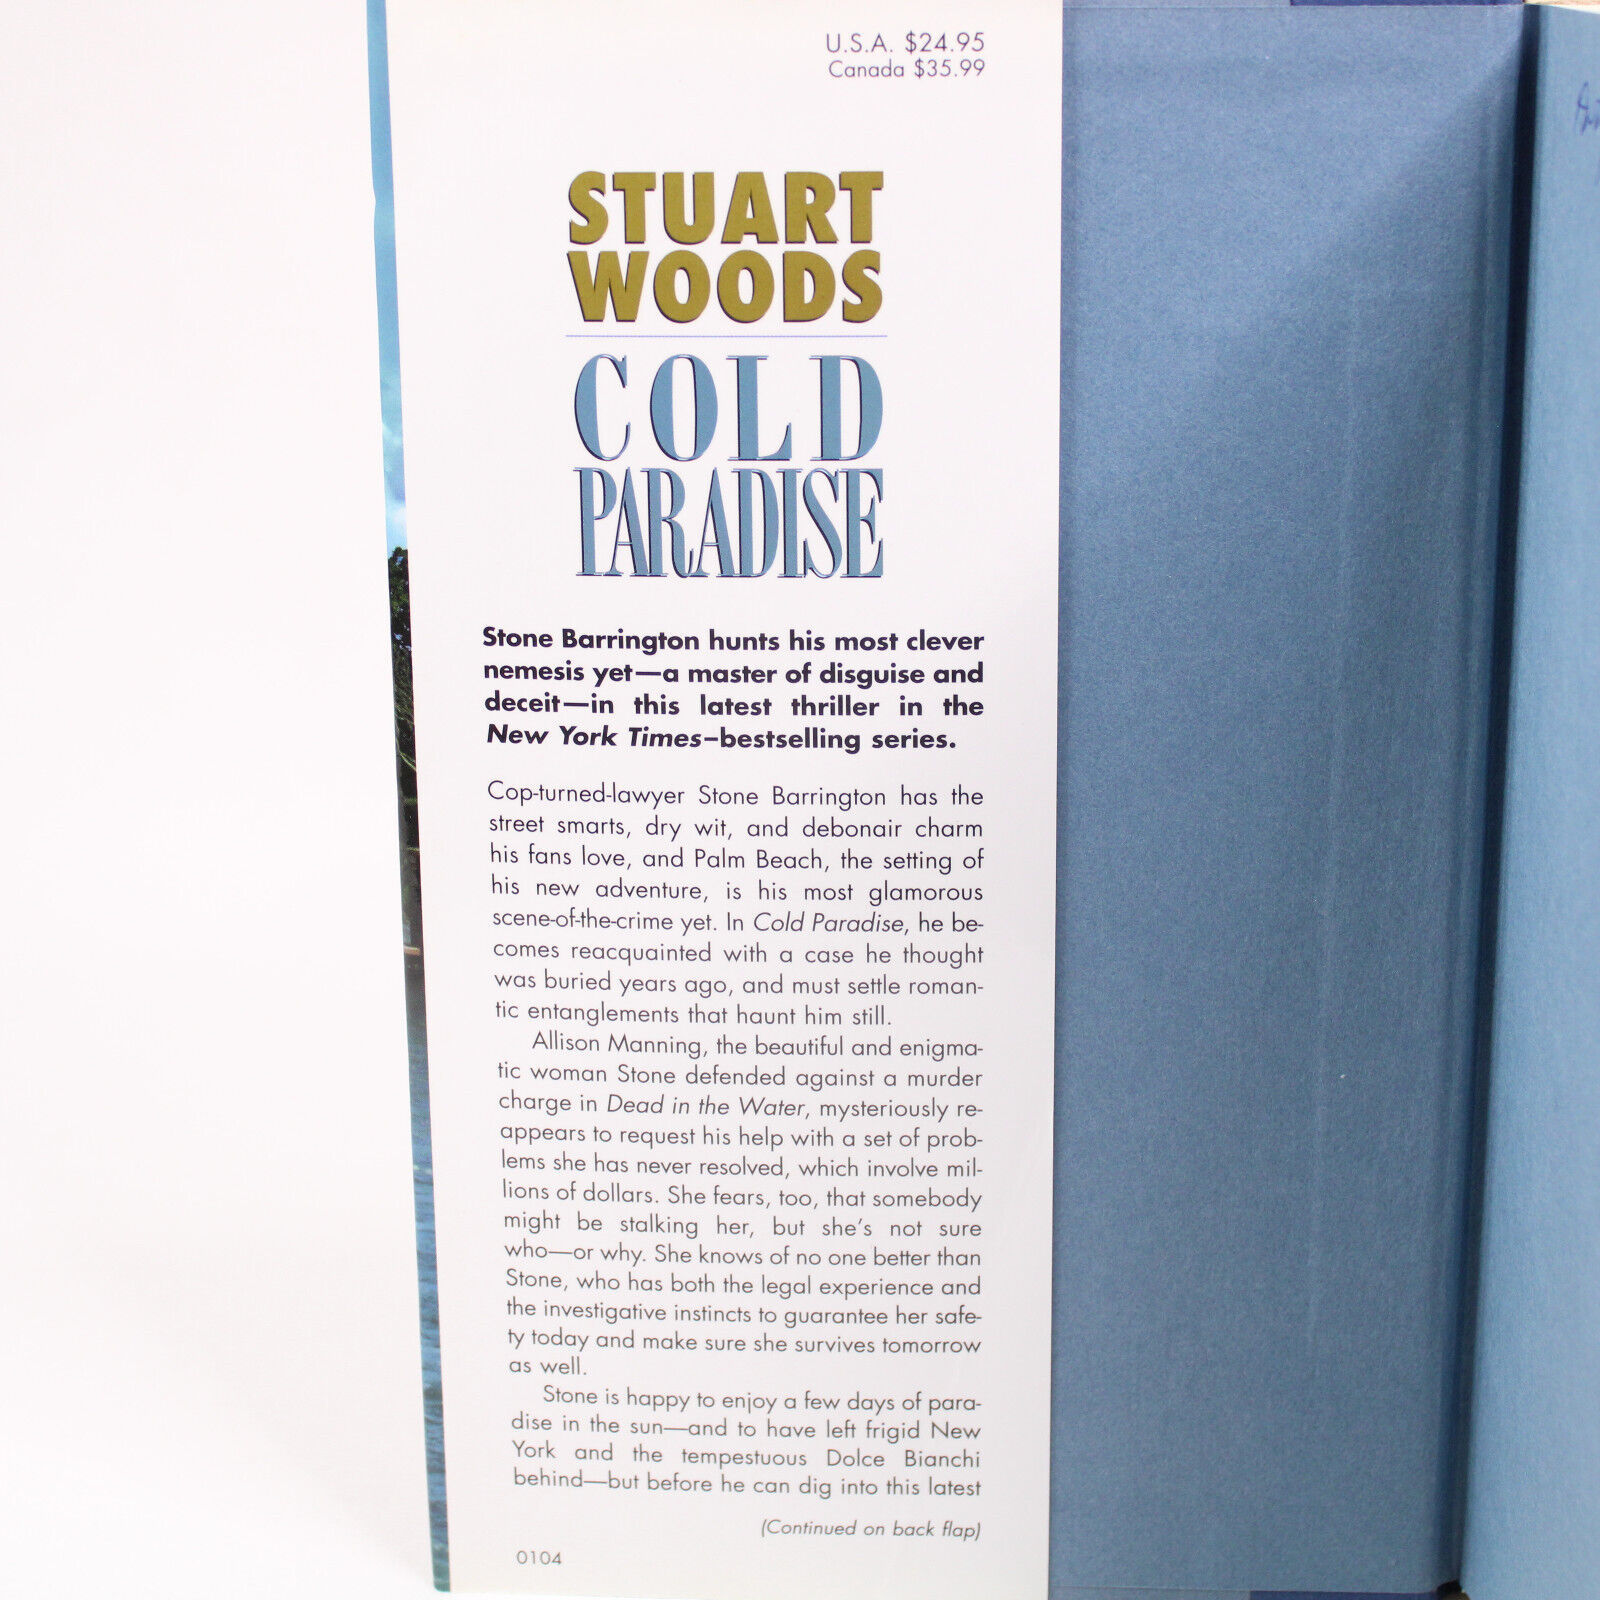 U.S.A. $24.95
Canada $35.99
STUART
WOODS
COLD
PARADISE
Stone Barrington hunts his most clever
nemesis yet—a master of disguise and
deceit—in this latest thriller in the
New York Times–bestselling series.
Cop-turned-lawyer Stone Barrington has the
street smarts, dry wit, and debonair charm
his fans love, and Palm Beach, the setting of
his new adventure, is his most glamorous
scene-of-the-crime yet. In Cold Paradise, he be-
comes reacquainted with a case he thought
was buried years ago, and must settle roman-
tic entanglements that haunt him still.
Allison Manning, the beautiful and enigma-
tic woman Stone defended against a murder
charge in Dead in the Water, mysteriously re-
appears to request his help with a set of prob-
lems she has never resolved, which involve mil-
lions of dollars. She fears, too, that somebody
might be stalking her, but she's not sure
who—or why. She knows of no one better than
Stone, who has both the legal experience and
the investigative instincts to guarantee her safe-
ty today and make sure she survives tomorrow
as well.
Stone is happy to enjoy a few days of para-
dise in the sun—and to have left frigid New
York and the tempestuous Dolce Bianchi
behind—but before he can dig into this latest
(Continued on back flap)
0104